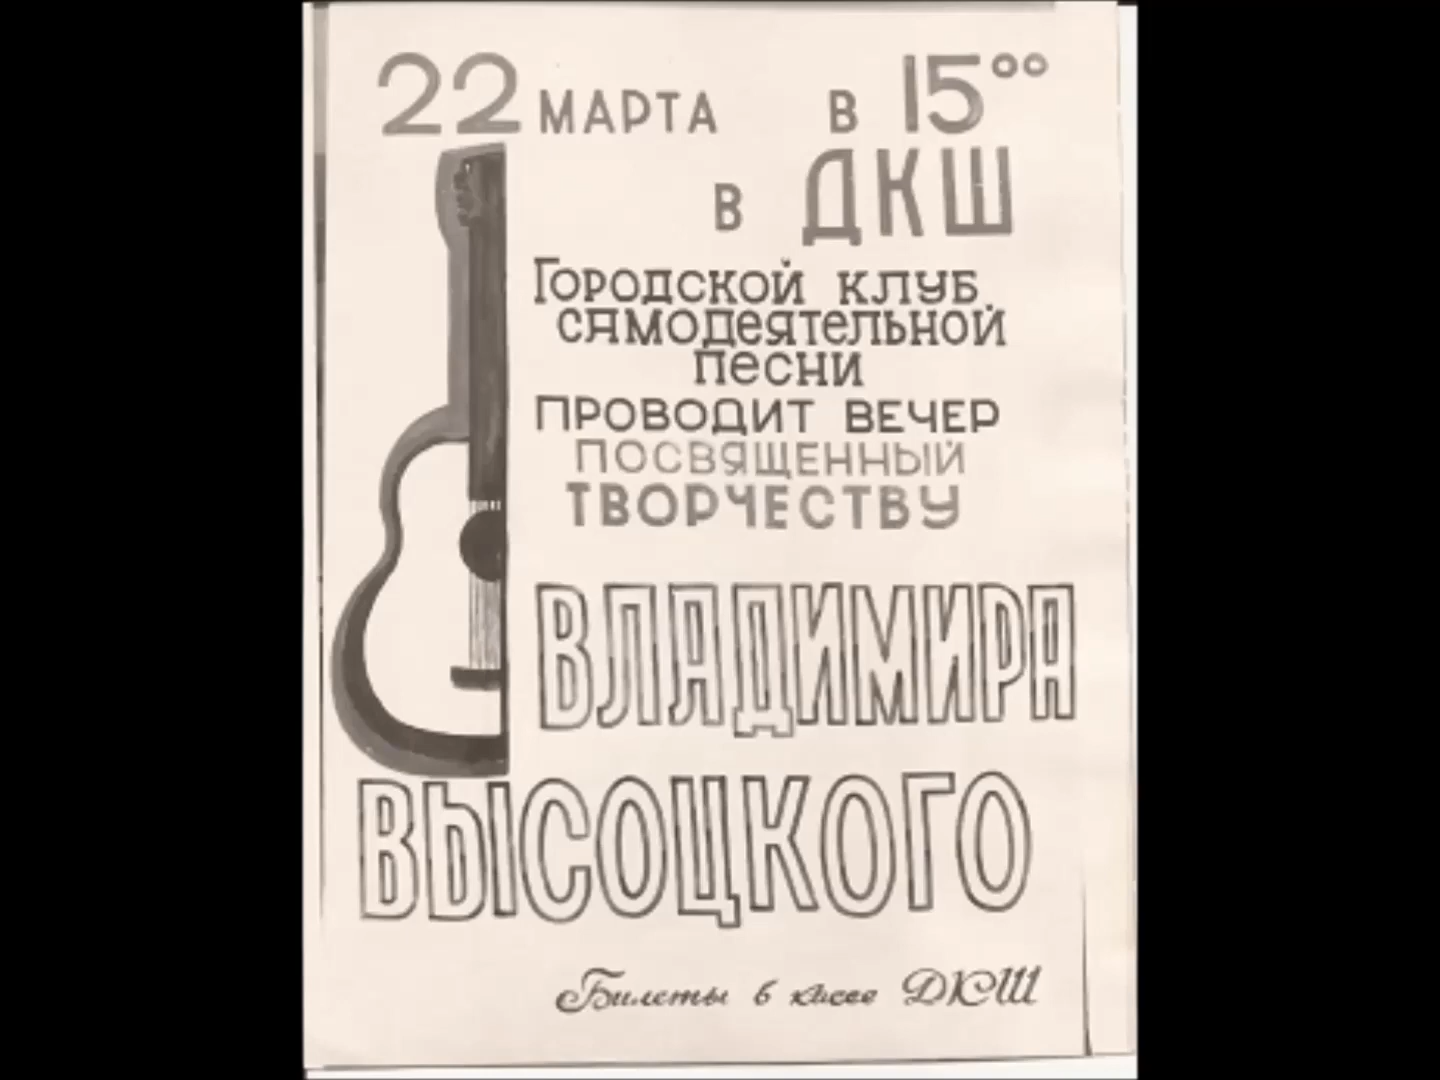 22 МАРТА В 15⁰⁰
В ДКШ
Городской клуб
самодеятельной
песни
ПРОВОДИТ ВЕЧЕР
ПОСВЯЩЕННЫЙ
ТВОРЧЕСТВУ
ВЛАДИМИРА
ВЫСОЦКОГО
Билеты в кассе ДКШ